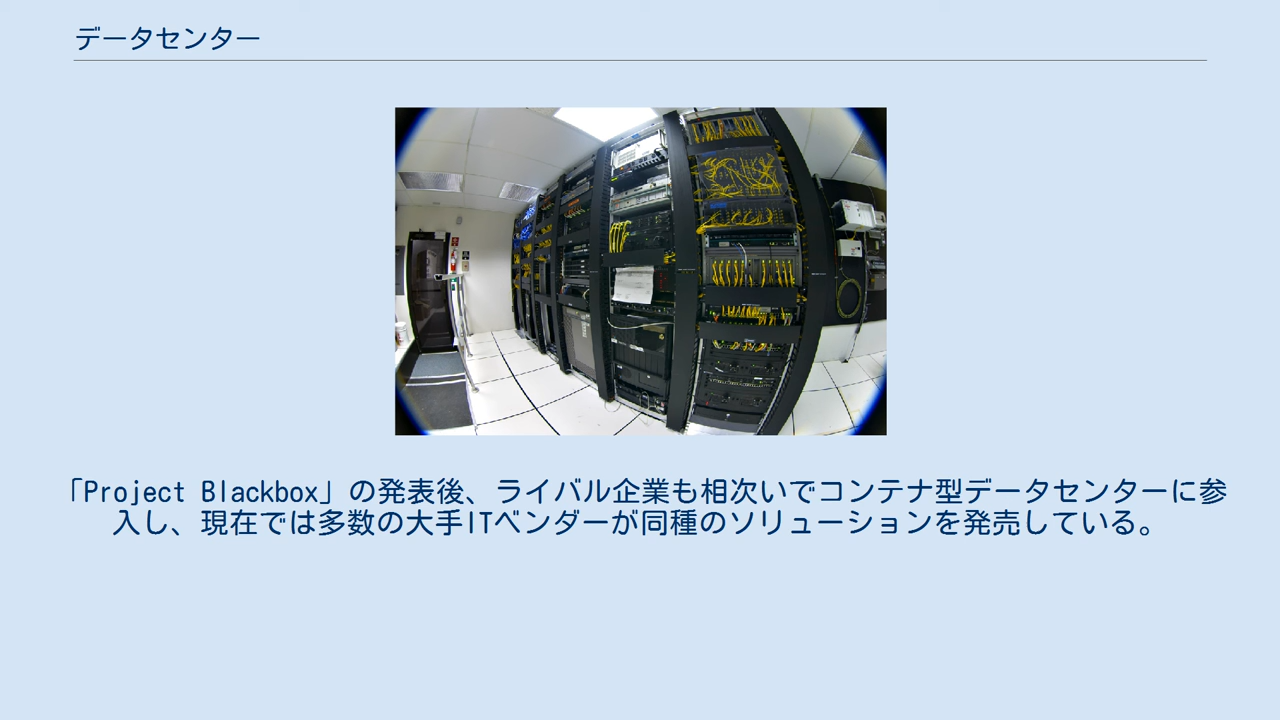 データセンター
「Project Blackbox」の発表後、ライバル企業も相次いでコンテナ型データセンターに参
入し、現在では多数の大手ITベンダーが同種のソリューションを発売している。